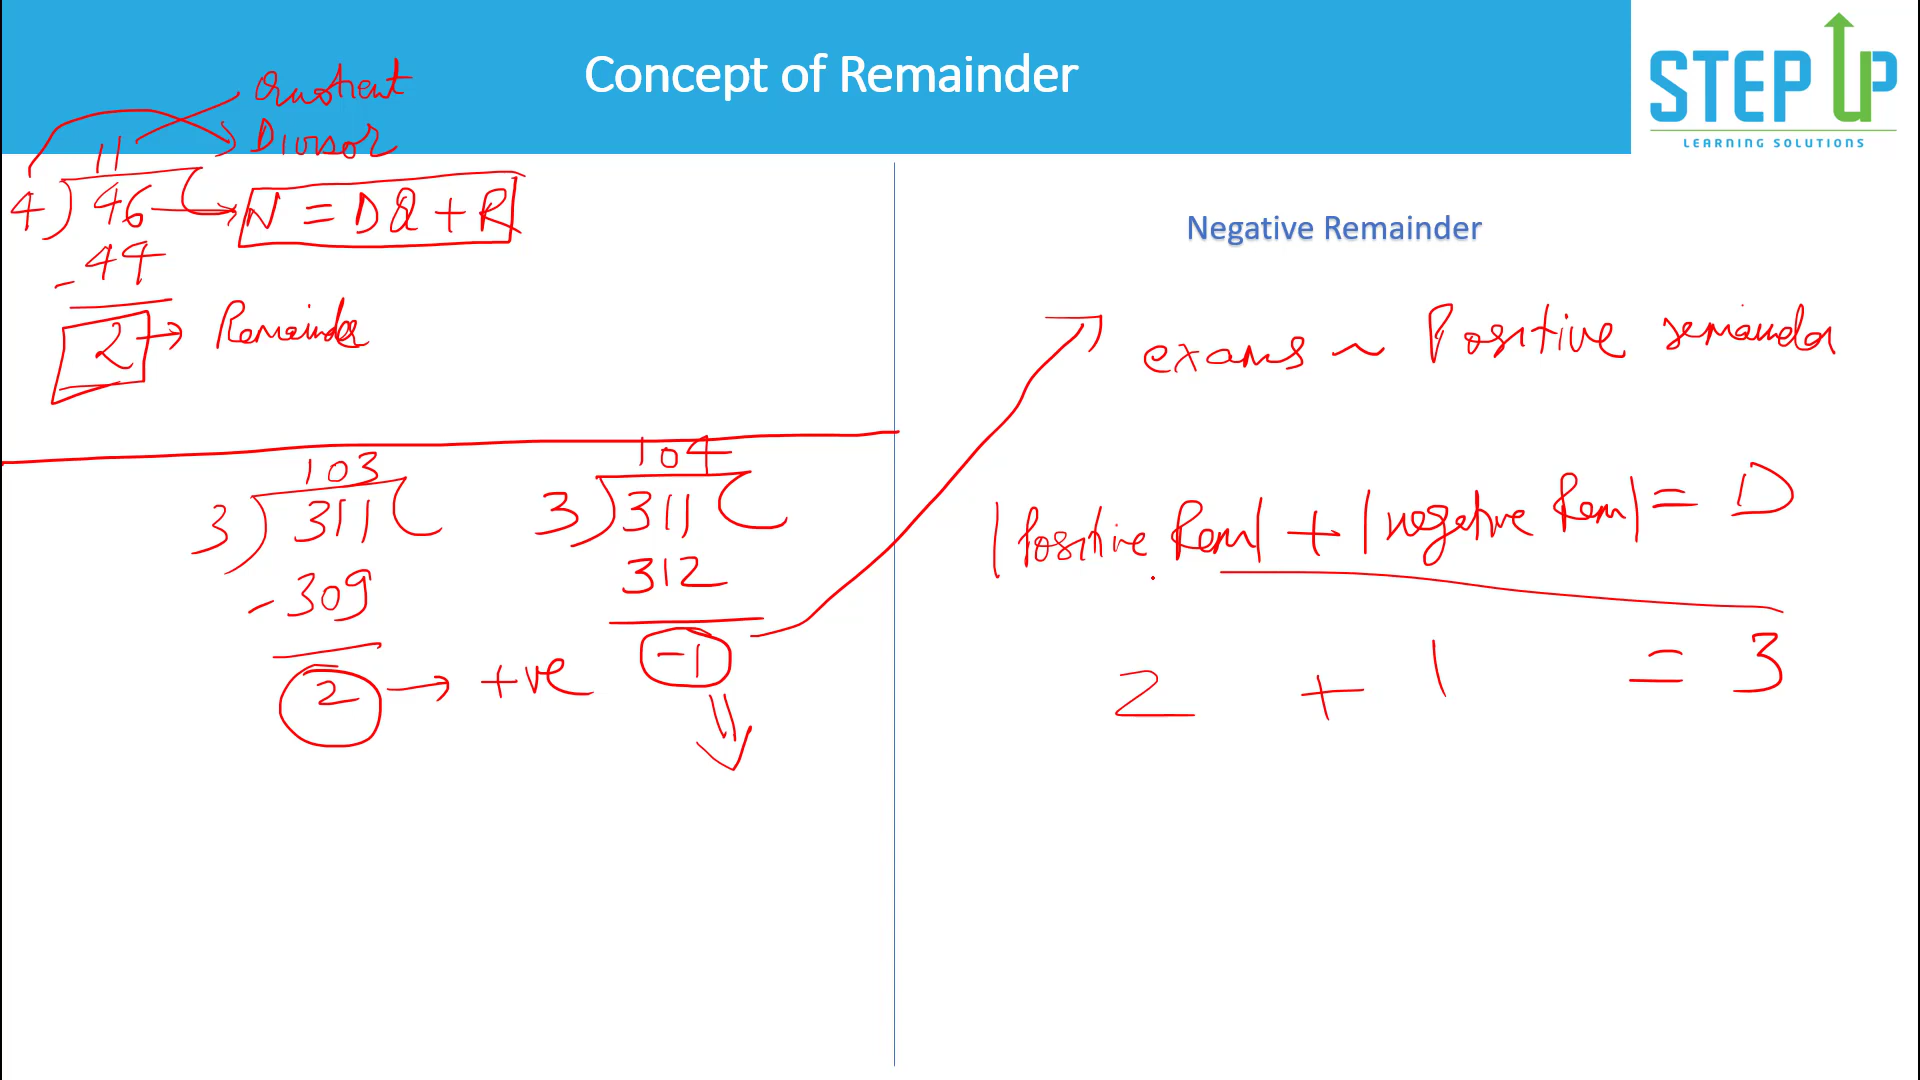 Concept of Remainder
STEP UP
LEARNING SOLUTIONS
Quotient
Divisor
11
4) 46 ( N = DQ + R
- 44
2 → Remainder
103
3) 311 (
- 309
2 → +ve
104
3) 311 (
312
-1
Negative Remainder
exams ~ Positive remainder
|Positive Rem| + |negative Rem| = D
2 + 1 = 3